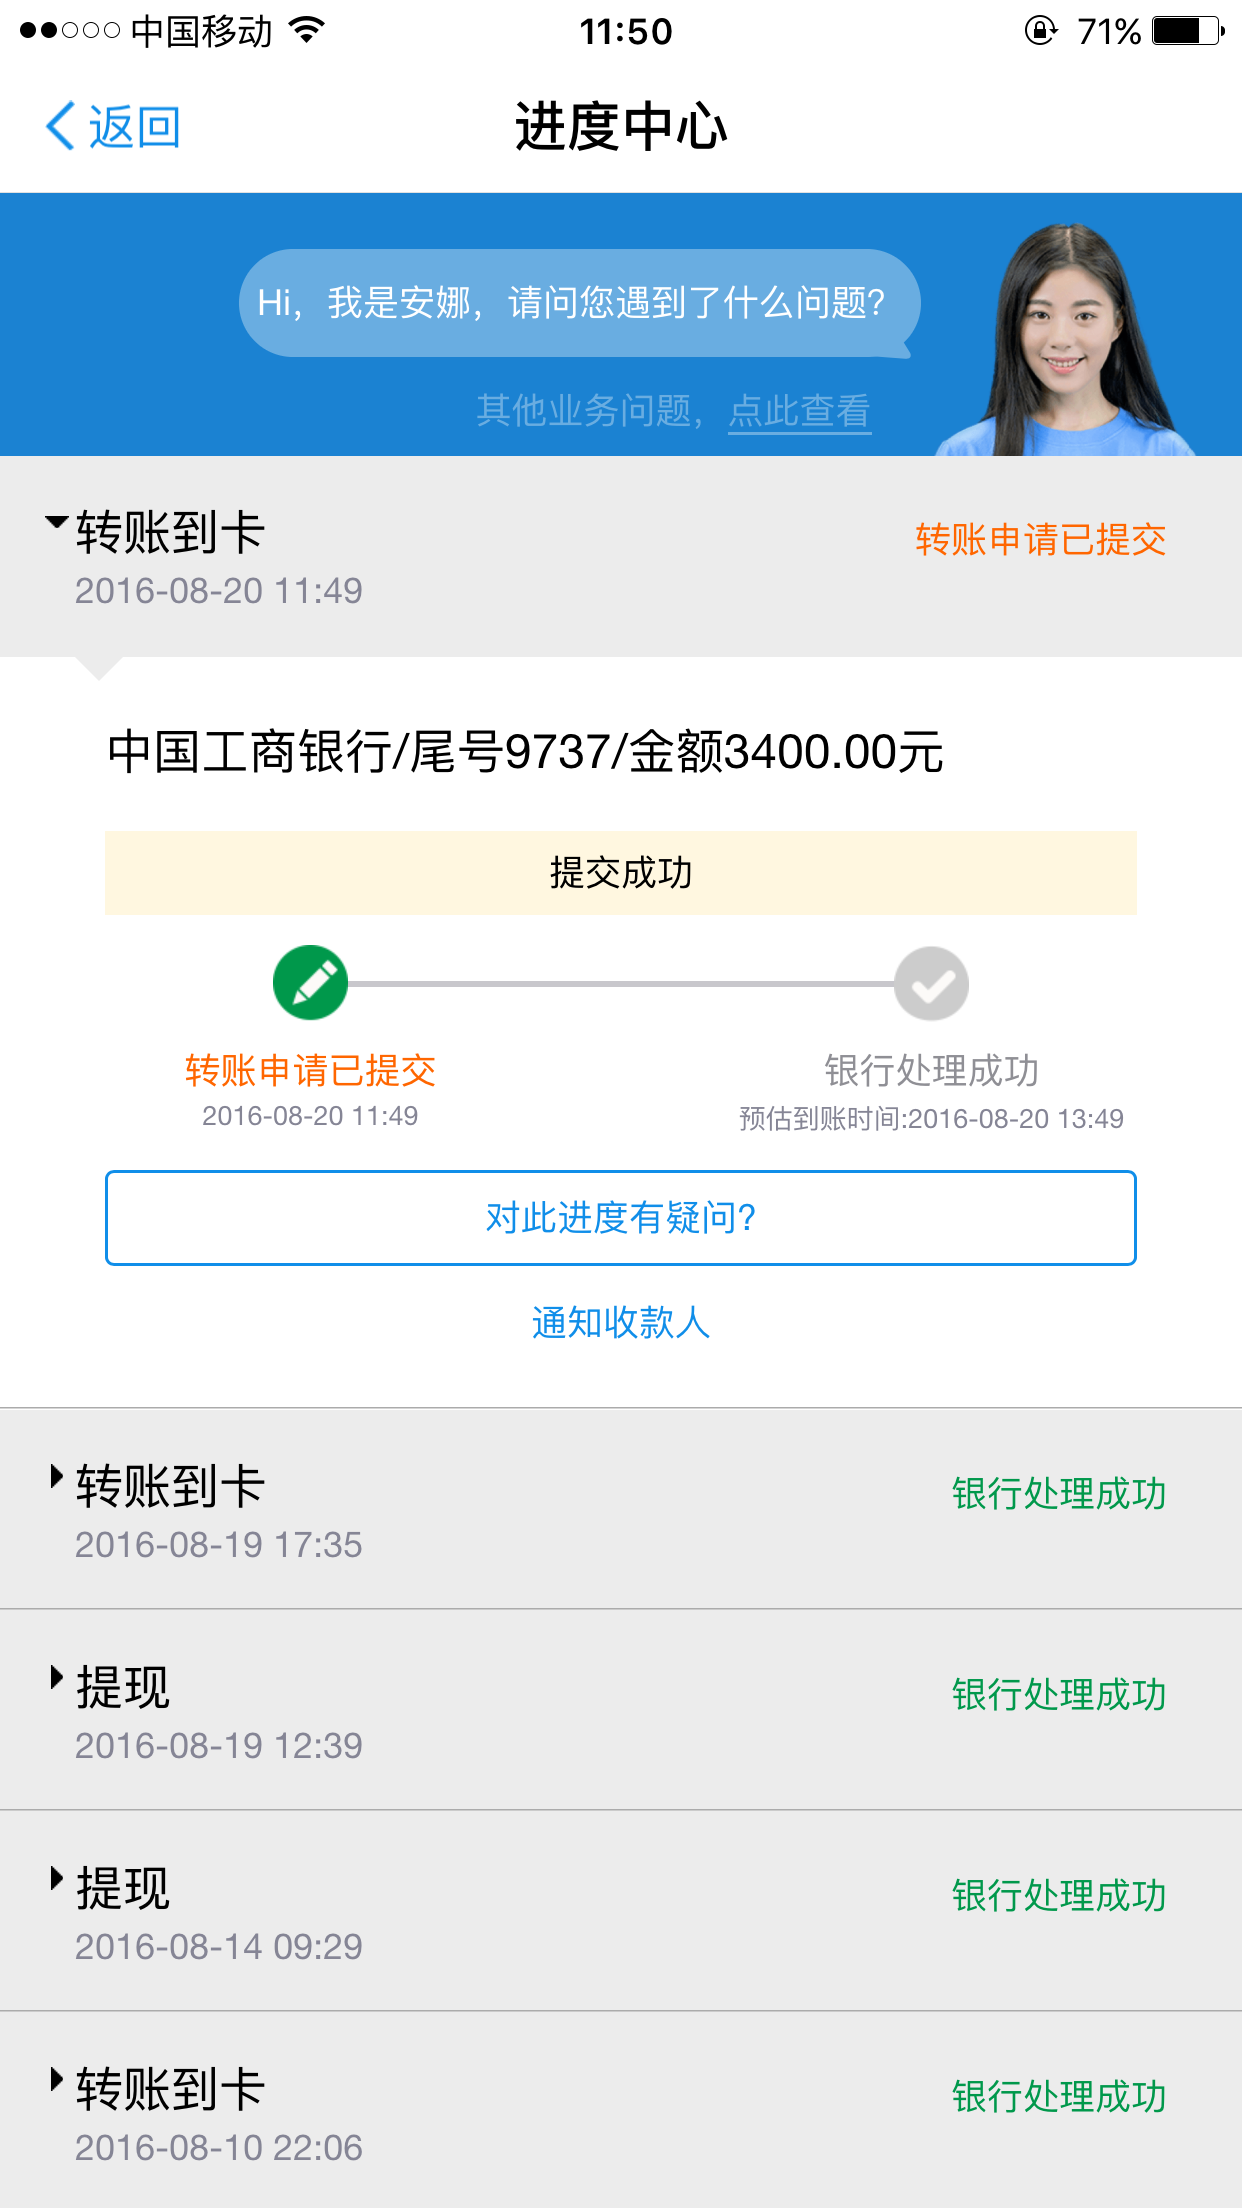 中国移动 11:50 71%
返回 进度中心
Hi，我是安娜，请问您遇到了什么问题?
其他业务问题，点此查看
转账到卡 转账申请已提交
2016-08-20 11:49
中国工商银行/尾号9737/金额3400.00元
提交成功
转账申请已提交 银行处理成功
2016-08-20 11:49 预估到账时间:2016-08-20 13:49
对此进度有疑问?
通知收款人
转账到卡 银行处理成功
2016-08-19 17:35
提现 银行处理成功
2016-08-19 12:39
提现 银行处理成功
2016-08-14 09:29
转账到卡 银行处理成功
2016-08-10 22:06